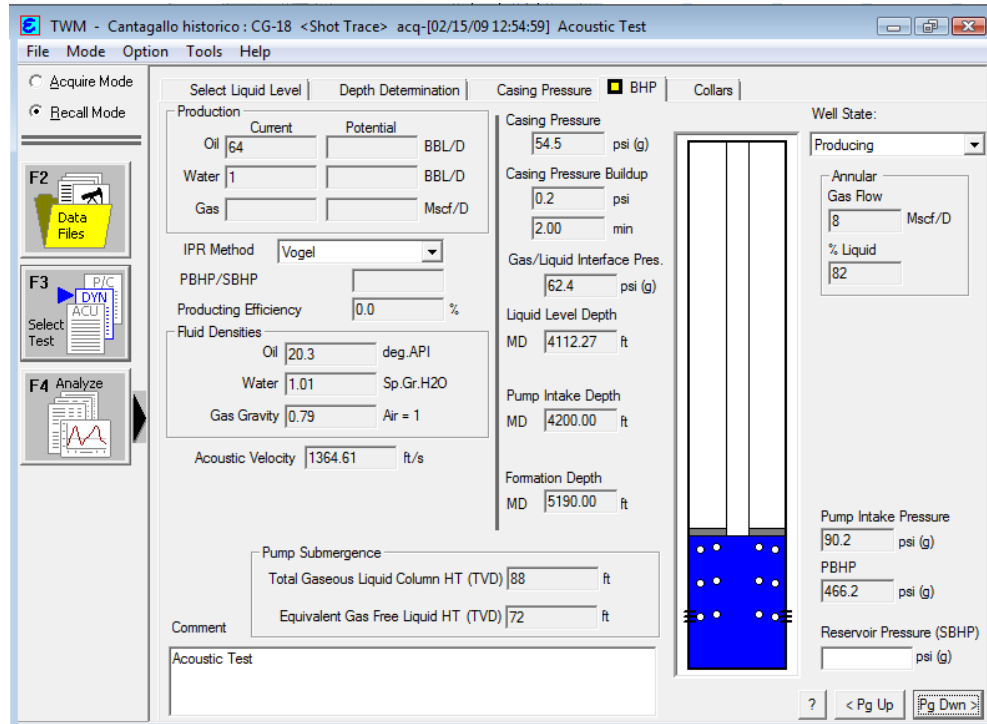 TWM - Cantagallo historico : CG-18 <Shot Trace> acq-[02/15/09 12:54:59] Acoustic Test
File Mode Option Tools Help
Acquire Mode
Recall Mode
F2
Data
Files
F3
P/C
DYN
ACU
Select
Test
F4 Analyze
Select Liquid Level
Depth Determination
Casing Pressure
BHP
Collars
Production
Current Potential
Oil 64 BBL/D
Water 1 BBL/D
Gas Mscf/D
IPR Method Vogel
PBHP/SBHP
Producting Efficiency 0.0 %
Fluid Densities
Oil 20.3 deg.API
Water 1.01 Sp.Gr.H2O
Gas Gravity 0.79 Air = 1
Acoustic Velocity 1364.61 ft/s
Casing Pressure
54.5 psi (g)
Casing Pressure Buildup
0.2 psi
2.00 min
Gas/Liquid Interface Pres.
62.4 psi (g)
Liquid Level Depth
MD 4112.27 ft
Pump Intake Depth
MD 4200.00 ft
Formation Depth
MD 5190.00 ft
Pump Submergence
Total Gaseous Liquid Column HT (TVD) 88 ft
Equivalent Gas Free Liquid HT (TVD) 72 ft
Comment
Acoustic Test
Well State:
Producing
Annular
Gas Flow
8 Mscf/D
% Liquid
82
Pump Intake Pressure
90.2 psi (g)
PBHP
466.2 psi (g)
Reservoir Pressure (SBHP)
psi (g)
? < Pg Up Pg Dwn >